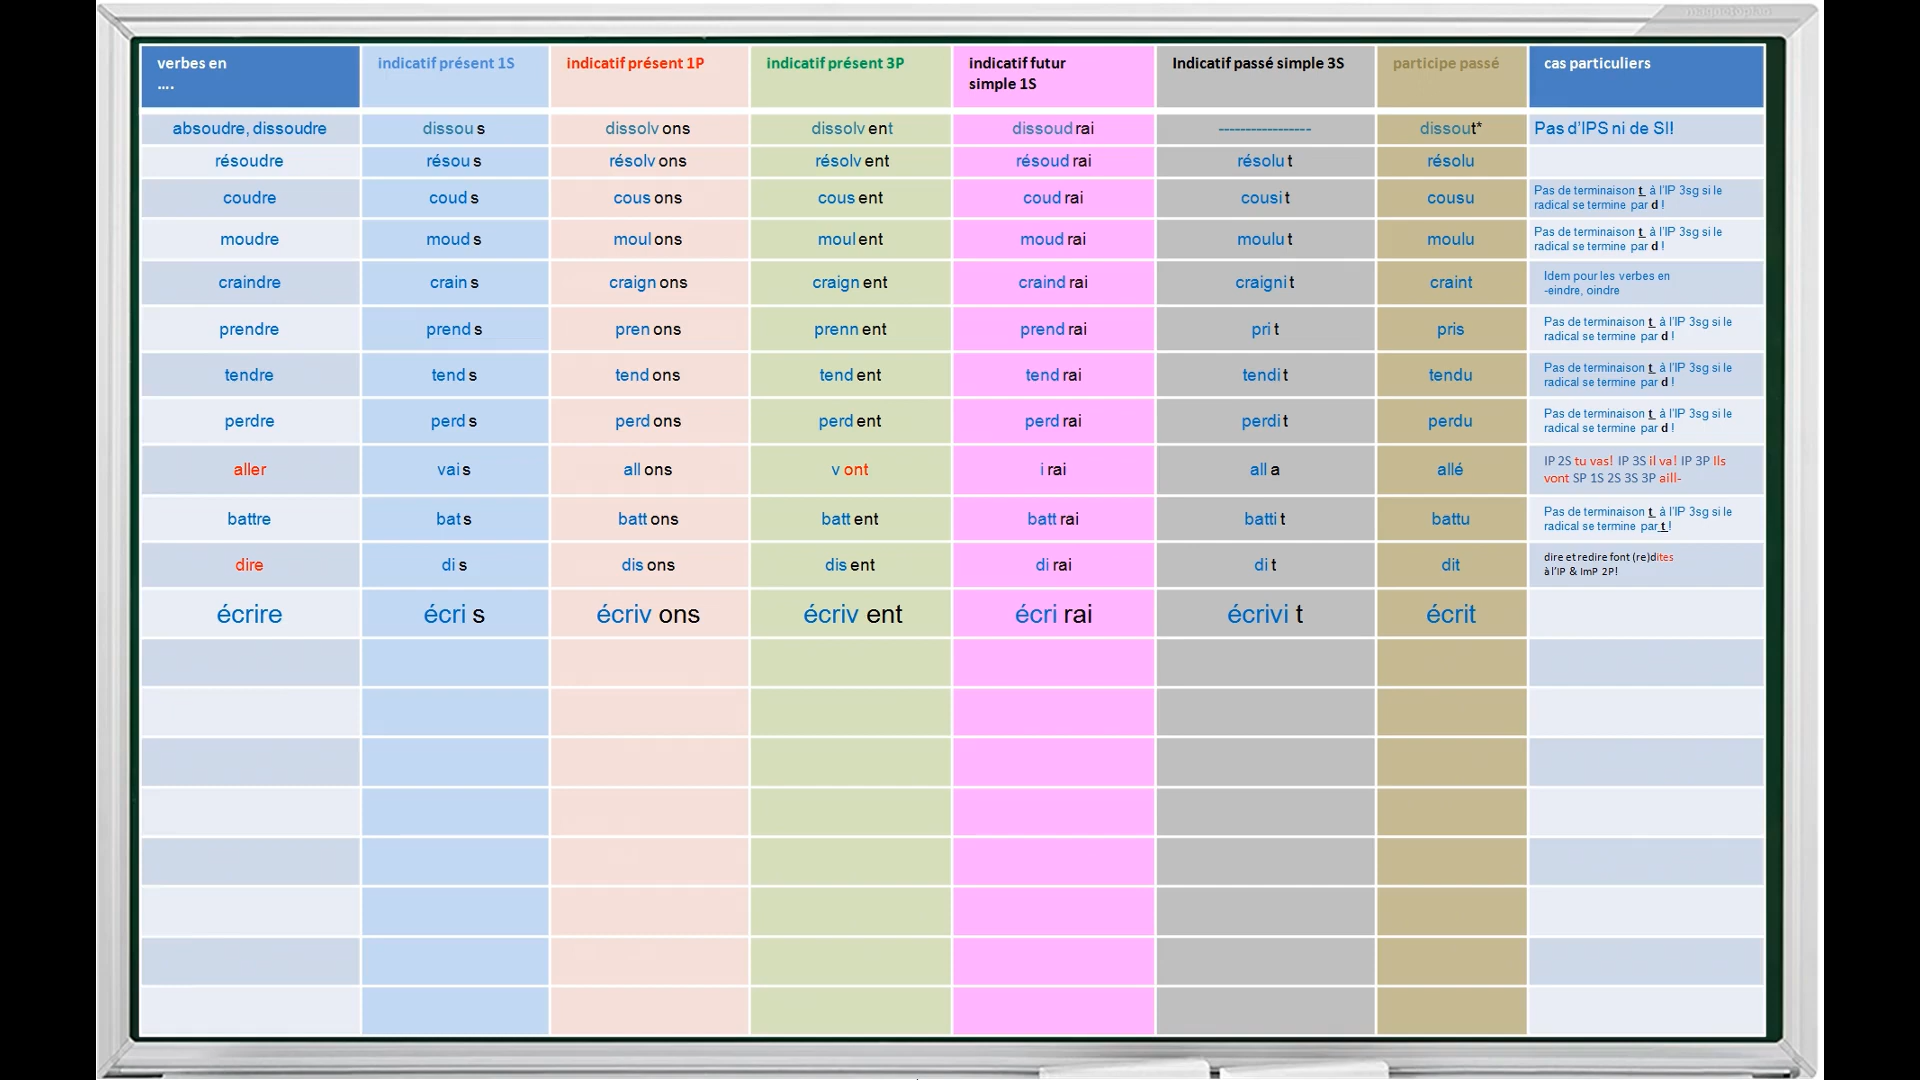 magnetoplan
verbes en
....
indicatif présent 1S
indicatif présent 1P
indicatif présent 3P
indicatif futur
simple 1S
Indicatif passé simple 3S
participe passé
cas particuliers
absoudre, dissoudre dissou s dissolv ons dissolv ent dissoud rai ----------------- dissout* Pas d'IPS ni de SI!
résoudre résou s résolv ons résolv ent résoud rai résolu t résolu
coudre coud s cous ons cous ent coud rai cousi t cousu
Pas de terminaison t à l'IP 3sg si le
radical se termine par d !
moudre moud s moul ons moul ent moud rai moulu t moulu
Pas de terminaison t à l'IP 3sg si le
radical se termine par d !
craindre crain s craign ons craign ent craind rai craigni t craint
Idem pour les verbes en
-eindre, oindre
prendre prend s pren ons prenn ent prend rai pri t pris
Pas de terminaison t à l'IP 3sg si le
radical se termine par d !
tendre tend s tend ons tend ent tend rai tendi t tendu
Pas de terminaison t à l'IP 3sg si le
radical se termine par d !
perdre perd s perd ons perd ent perd rai perdi t perdu
Pas de terminaison t à l'IP 3sg si le
radical se termine par d !
aller vai s all ons v ont i rai all a allé
IP 2S tu vas! IP 3S il va! IP 3P Ils
vont SP 1S 2S 3S 3P aill-
battre bat s batt ons batt ent batt rai batti t battu
Pas de terminaison t à l'IP 3sg si le
radical se termine par t !
dire di s dis ons dis ent di rai di t dit
dire et redire font (re)dites
à l'IP & ImP 2P!
écrire écri s écriv ons écriv ent écri rai écrivi t écrit